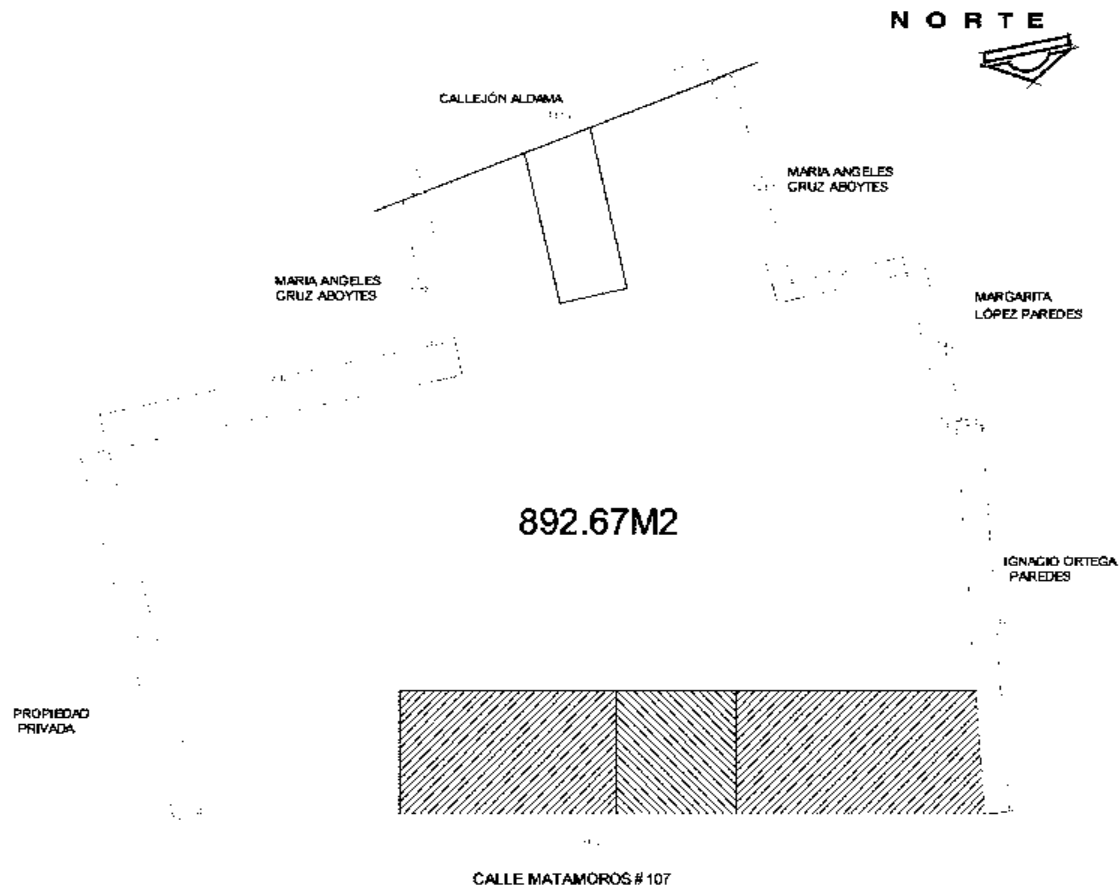 NORTE
CALLEJÓN ALDAMA
MARIA ANGELES
CRUZ ABOYTES
MARIA ANGELES
CRUZ ABOYTES
MARGARITA
LÓPEZ PAREDES
892.67M2
IGNACIO ORTEGA
PAREDES
PROPIEDAD
PRIVADA
CALLE MATAMOROS # 107